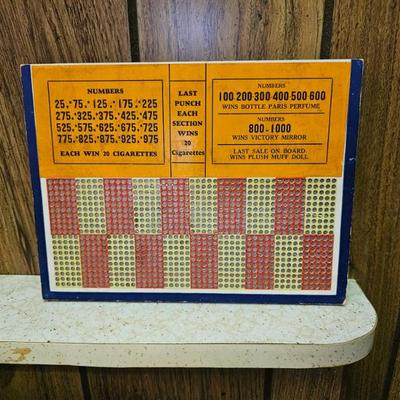 NUMBERS
25.*75.*125.*175.*225
275.*325.*375.*425.*475
525.*575.*625.*675.*725
775.*825.*875.*925.*975
EACH WIN 20 CIGARETTES
LAST
PUNCH
EACH
SECTION
WINS
20
Cigarettes
NUMBERS
100·200·300·400·500·600
WINS BOTTLE PARIS PERFUME
NUMBERS
800-1000
WINS VICTORY MIRROR
LAST SALE ON BOARD
WINS PLUSH MUFF DOLL